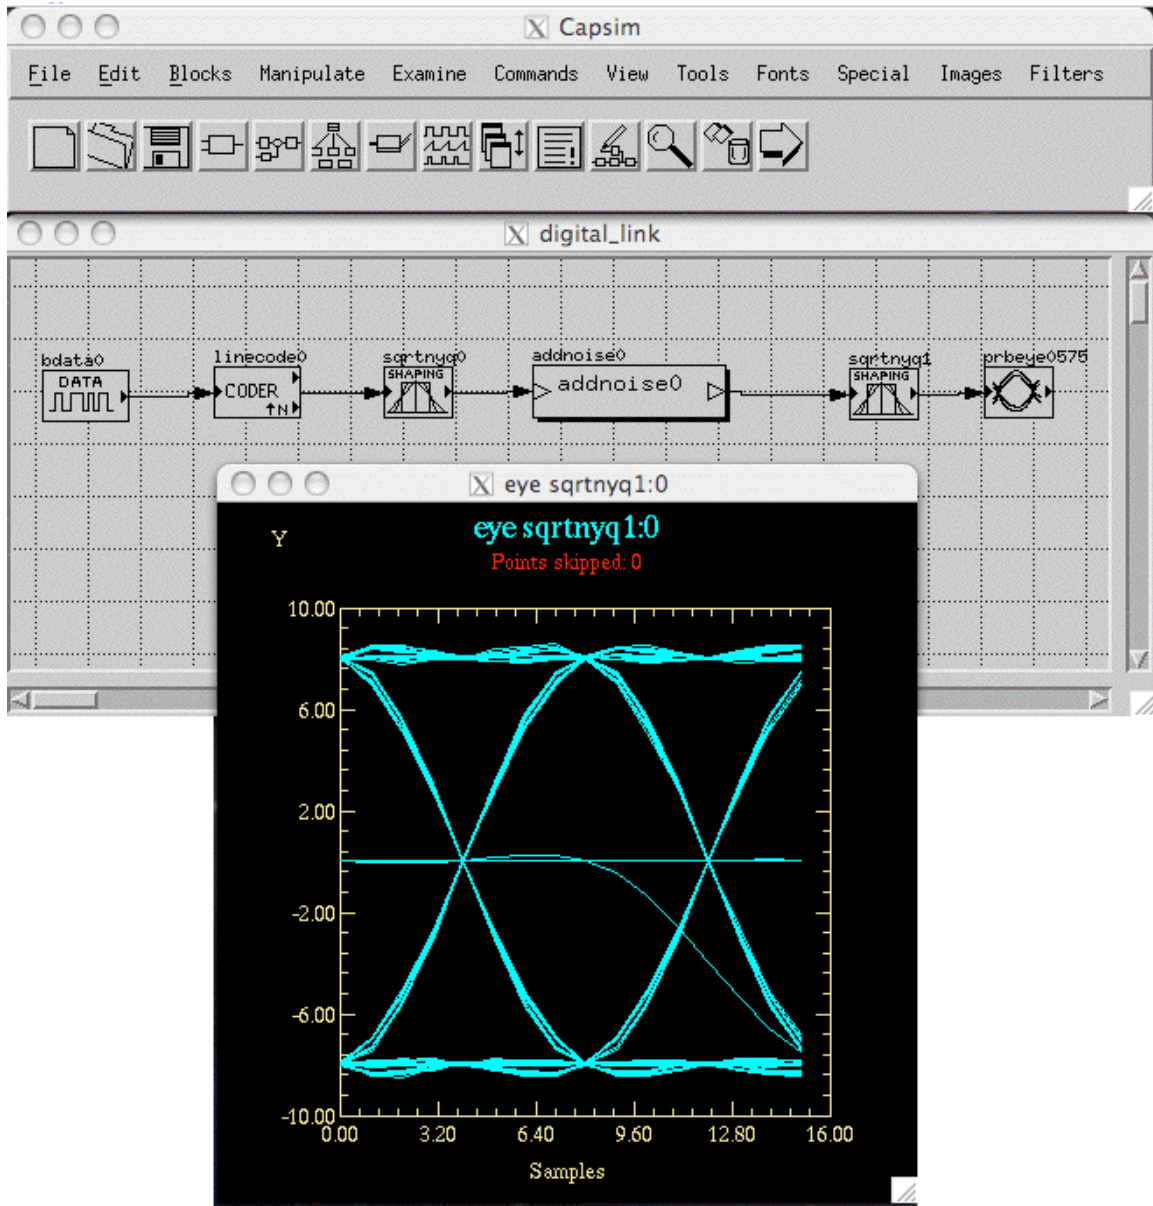 Capsim
File Edit Blocks Manipulate Examine Commands View Tools Fonts Special Images Filters
digital_link
bdata0 linecode0 sqrtnyq0 addnoise0 sqrtnyq1 prbeye0575
DATA CODER SHAPING addnoise0 SHAPING
↑N
eye sqrtnyq1:0
Y
eye sqrtnyq1:0
Points skipped: 0
10.00
6.00
2.00
-2.00
-6.00
-10.00
0.00 3.20 6.40 9.60 12.80 16.00
Samples